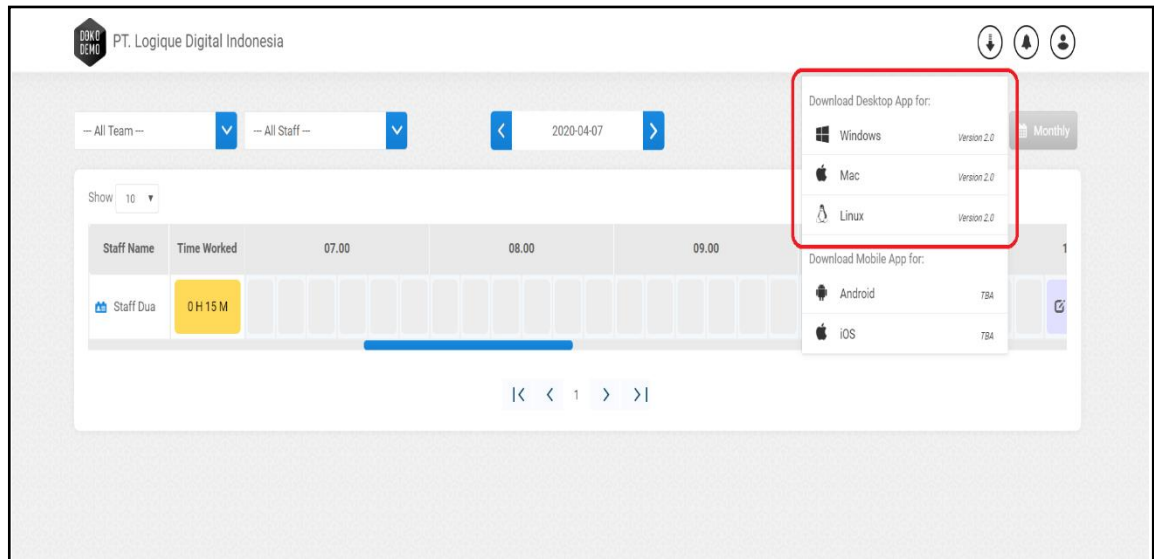 DOKO
DEMO
PT. Logique Digital Indonesia
Download Desktop App for:
--- All Team ---
--- All Staff ---
2020-04-07
Monthly
Windows Version 2.0
Mac Version 2.0
Linux Version 2.0
Show 10
Staff Name Time Worked 07.00 08.00 09.00 1
Download Mobile App for:
Android TBA
iOS TBA
Staff Dua 0 H 15 M
1